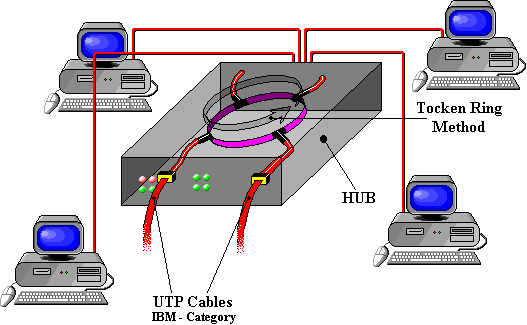 Tocken Ring
Method
HUB
UTP Cables
IBM - Category